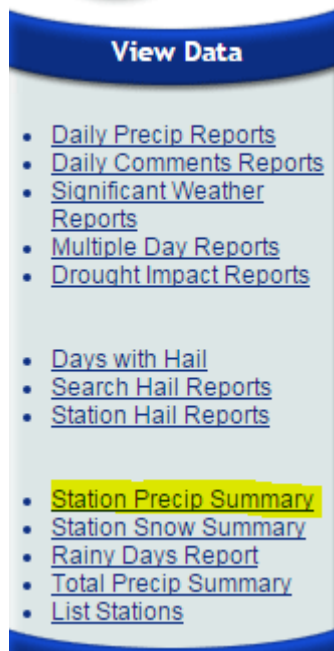 View Data
Daily Precip Reports
Daily Comments Reports
Significant Weather
Reports
Multiple Day Reports
Drought Impact Reports
Days with Hail
Search Hail Reports
Station Hail Reports
Station Precip Summary
Station Snow Summary
Rainy Days Report
Total Precip Summary
List Stations